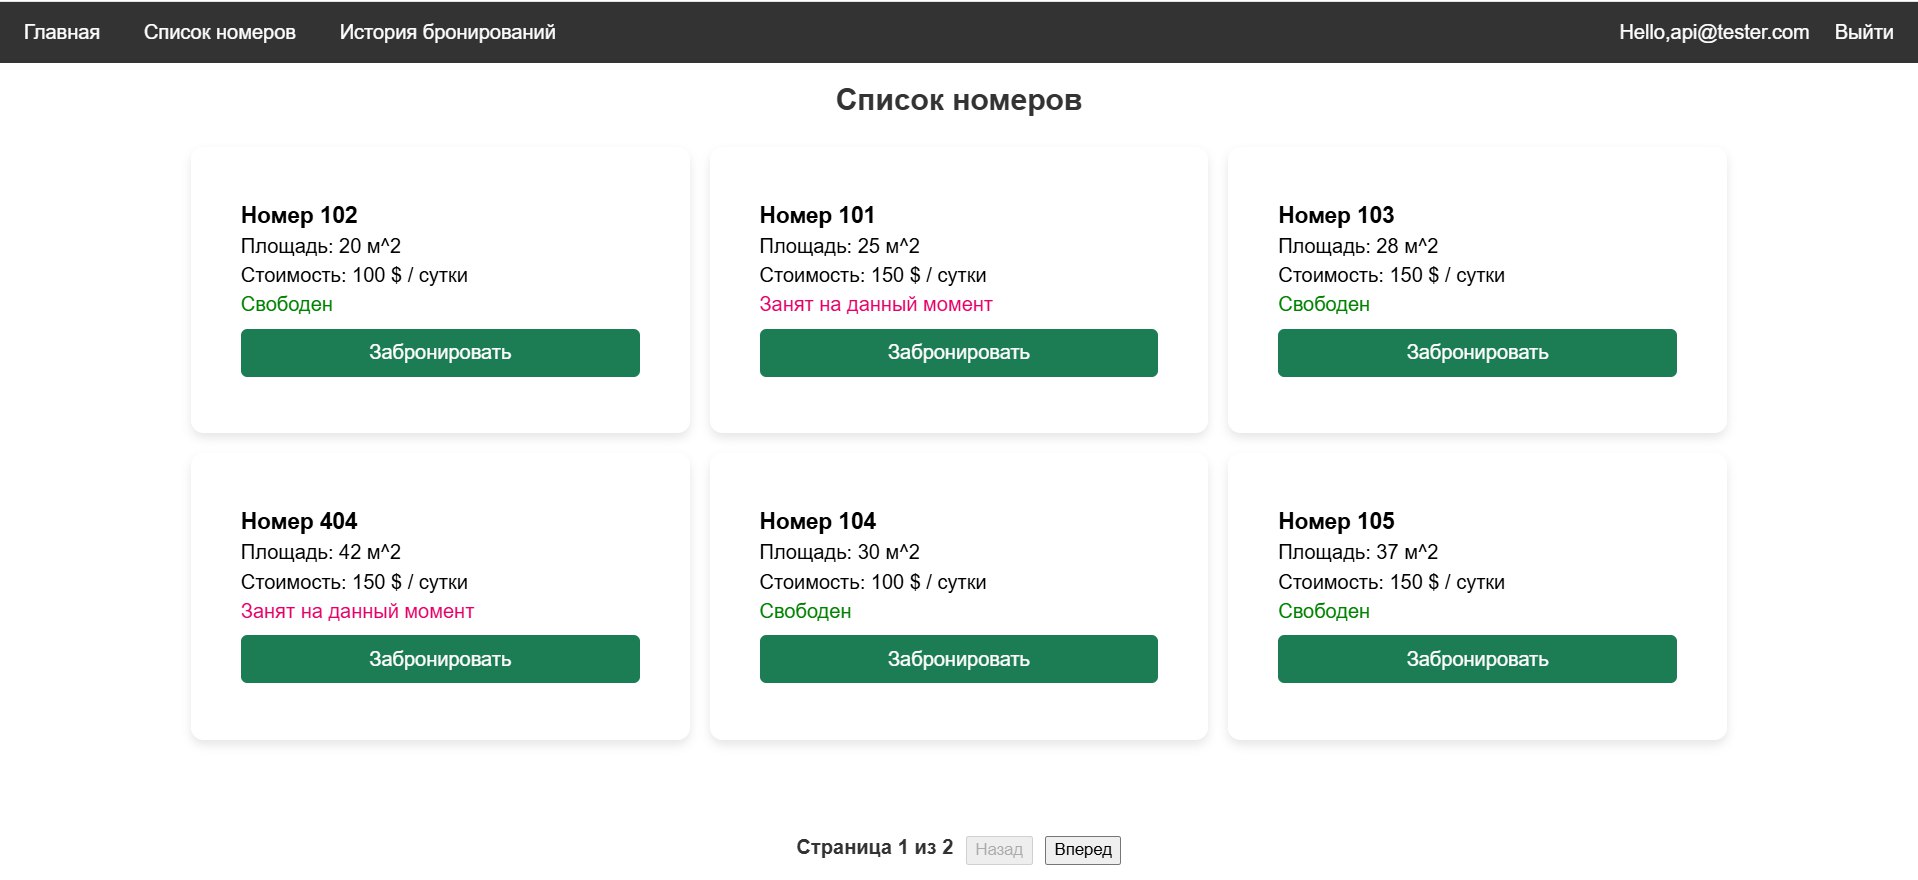 Главная Список номеров История бронирований Hello,api@tester.com Выйти
Список номеров
Номер 102
Площадь: 20 м^2
Стоимость: 100 $ / сутки
Свободен
Забронировать
Номер 101
Площадь: 25 м^2
Стоимость: 150 $ / сутки
Занят на данный момент
Забронировать
Номер 103
Площадь: 28 м^2
Стоимость: 150 $ / сутки
Свободен
Забронировать
Номер 404
Площадь: 42 м^2
Стоимость: 150 $ / сутки
Занят на данный момент
Забронировать
Номер 104
Площадь: 30 м^2
Стоимость: 100 $ / сутки
Свободен
Забронировать
Номер 105
Площадь: 37 м^2
Стоимость: 150 $ / сутки
Свободен
Забронировать
Страница 1 из 2 Назад Вперед